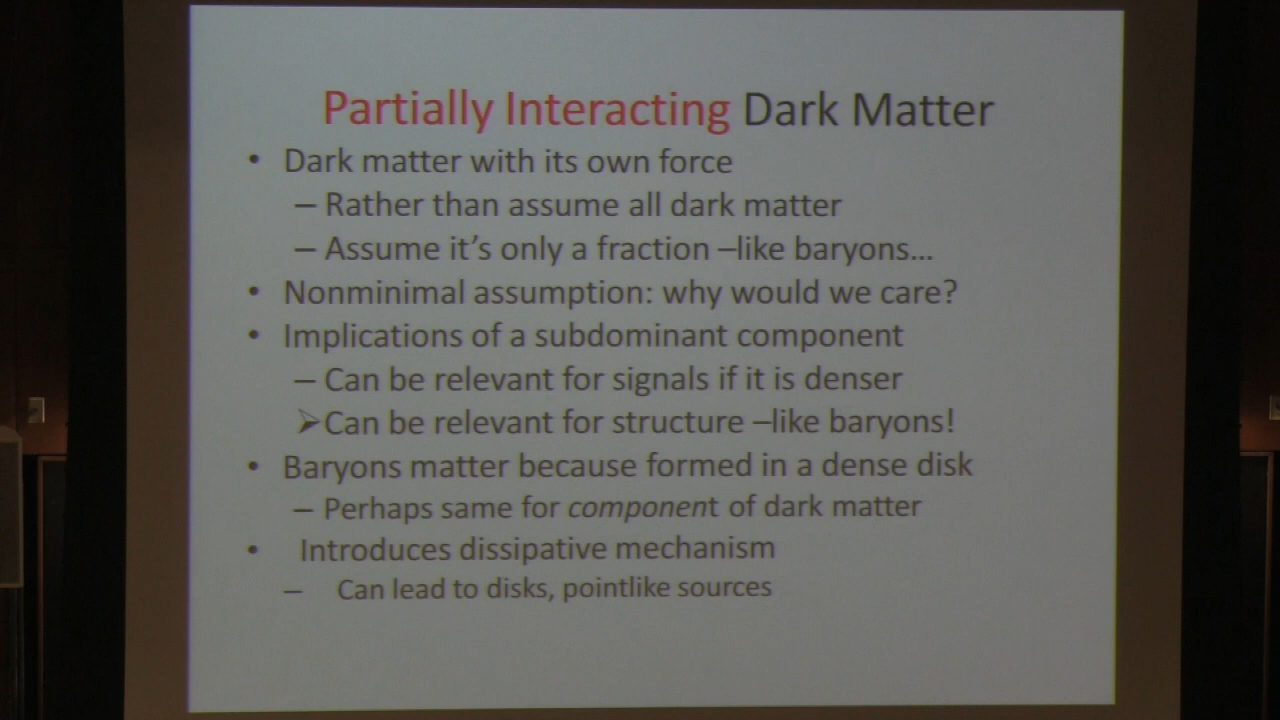 Partially Interacting Dark Matter
• Dark matter with its own force
– Rather than assume all dark matter
– Assume it's only a fraction –like baryons...
• Nonminimal assumption: why would we care?
• Implications of a subdominant component
– Can be relevant for signals if it is denser
➢Can be relevant for structure –like baryons!
• Baryons matter because formed in a dense disk
– Perhaps same for component of dark matter
• Introduces dissipative mechanism
– Can lead to disks, pointlike sources